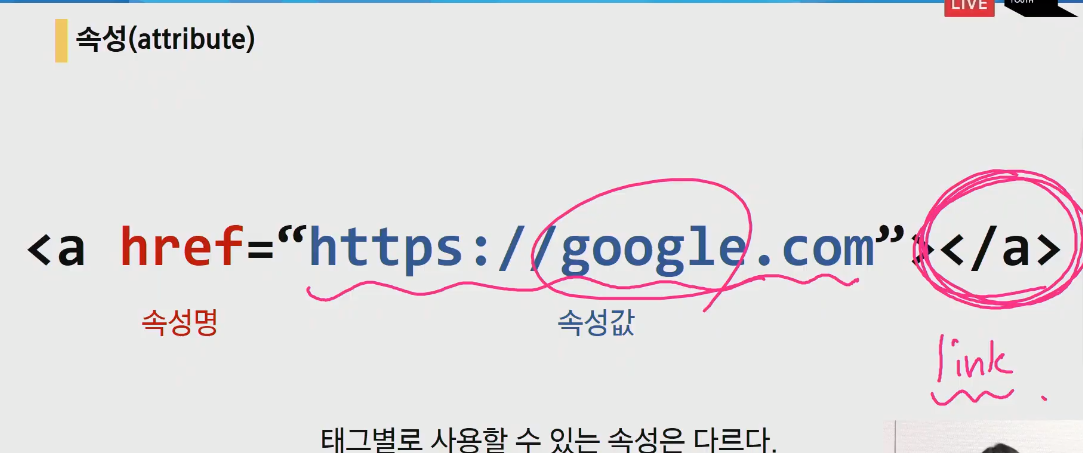 LIVE
YOUTH
속성(attribute)
<a href=“https://google.com”></a>
속성명 속성값
link
태그별로 사용할 수 있는 속성은 다르다.